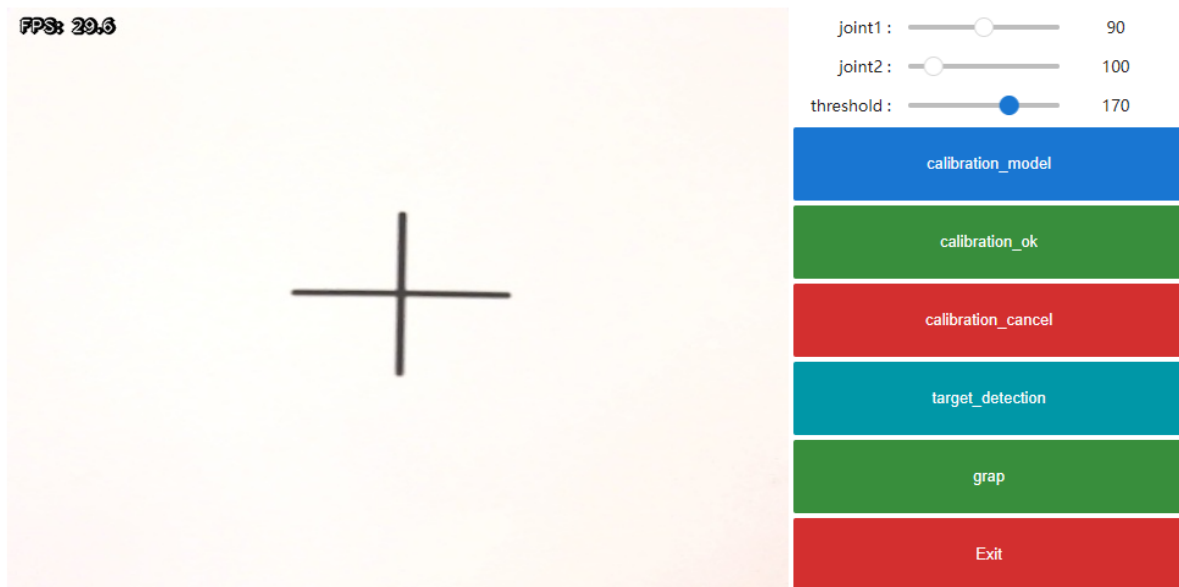 FPS: 29.6
joint1 : 90
joint2 : 100
threshold : 170
calibration_model
calibration_ok
calibration_cancel
target_detection
grap
Exit